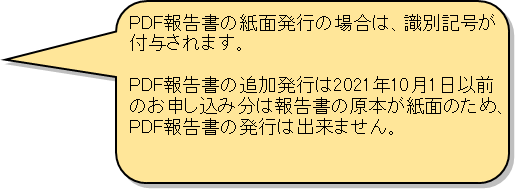 PDF報告書の紙面発行の場合は、識別記号が
付与されます。
PDF報告書の追加発行は2021年10月1日以前
のお申し込み分は報告書の原本が紙面のため、
PDF報告書の発行は出来ません。